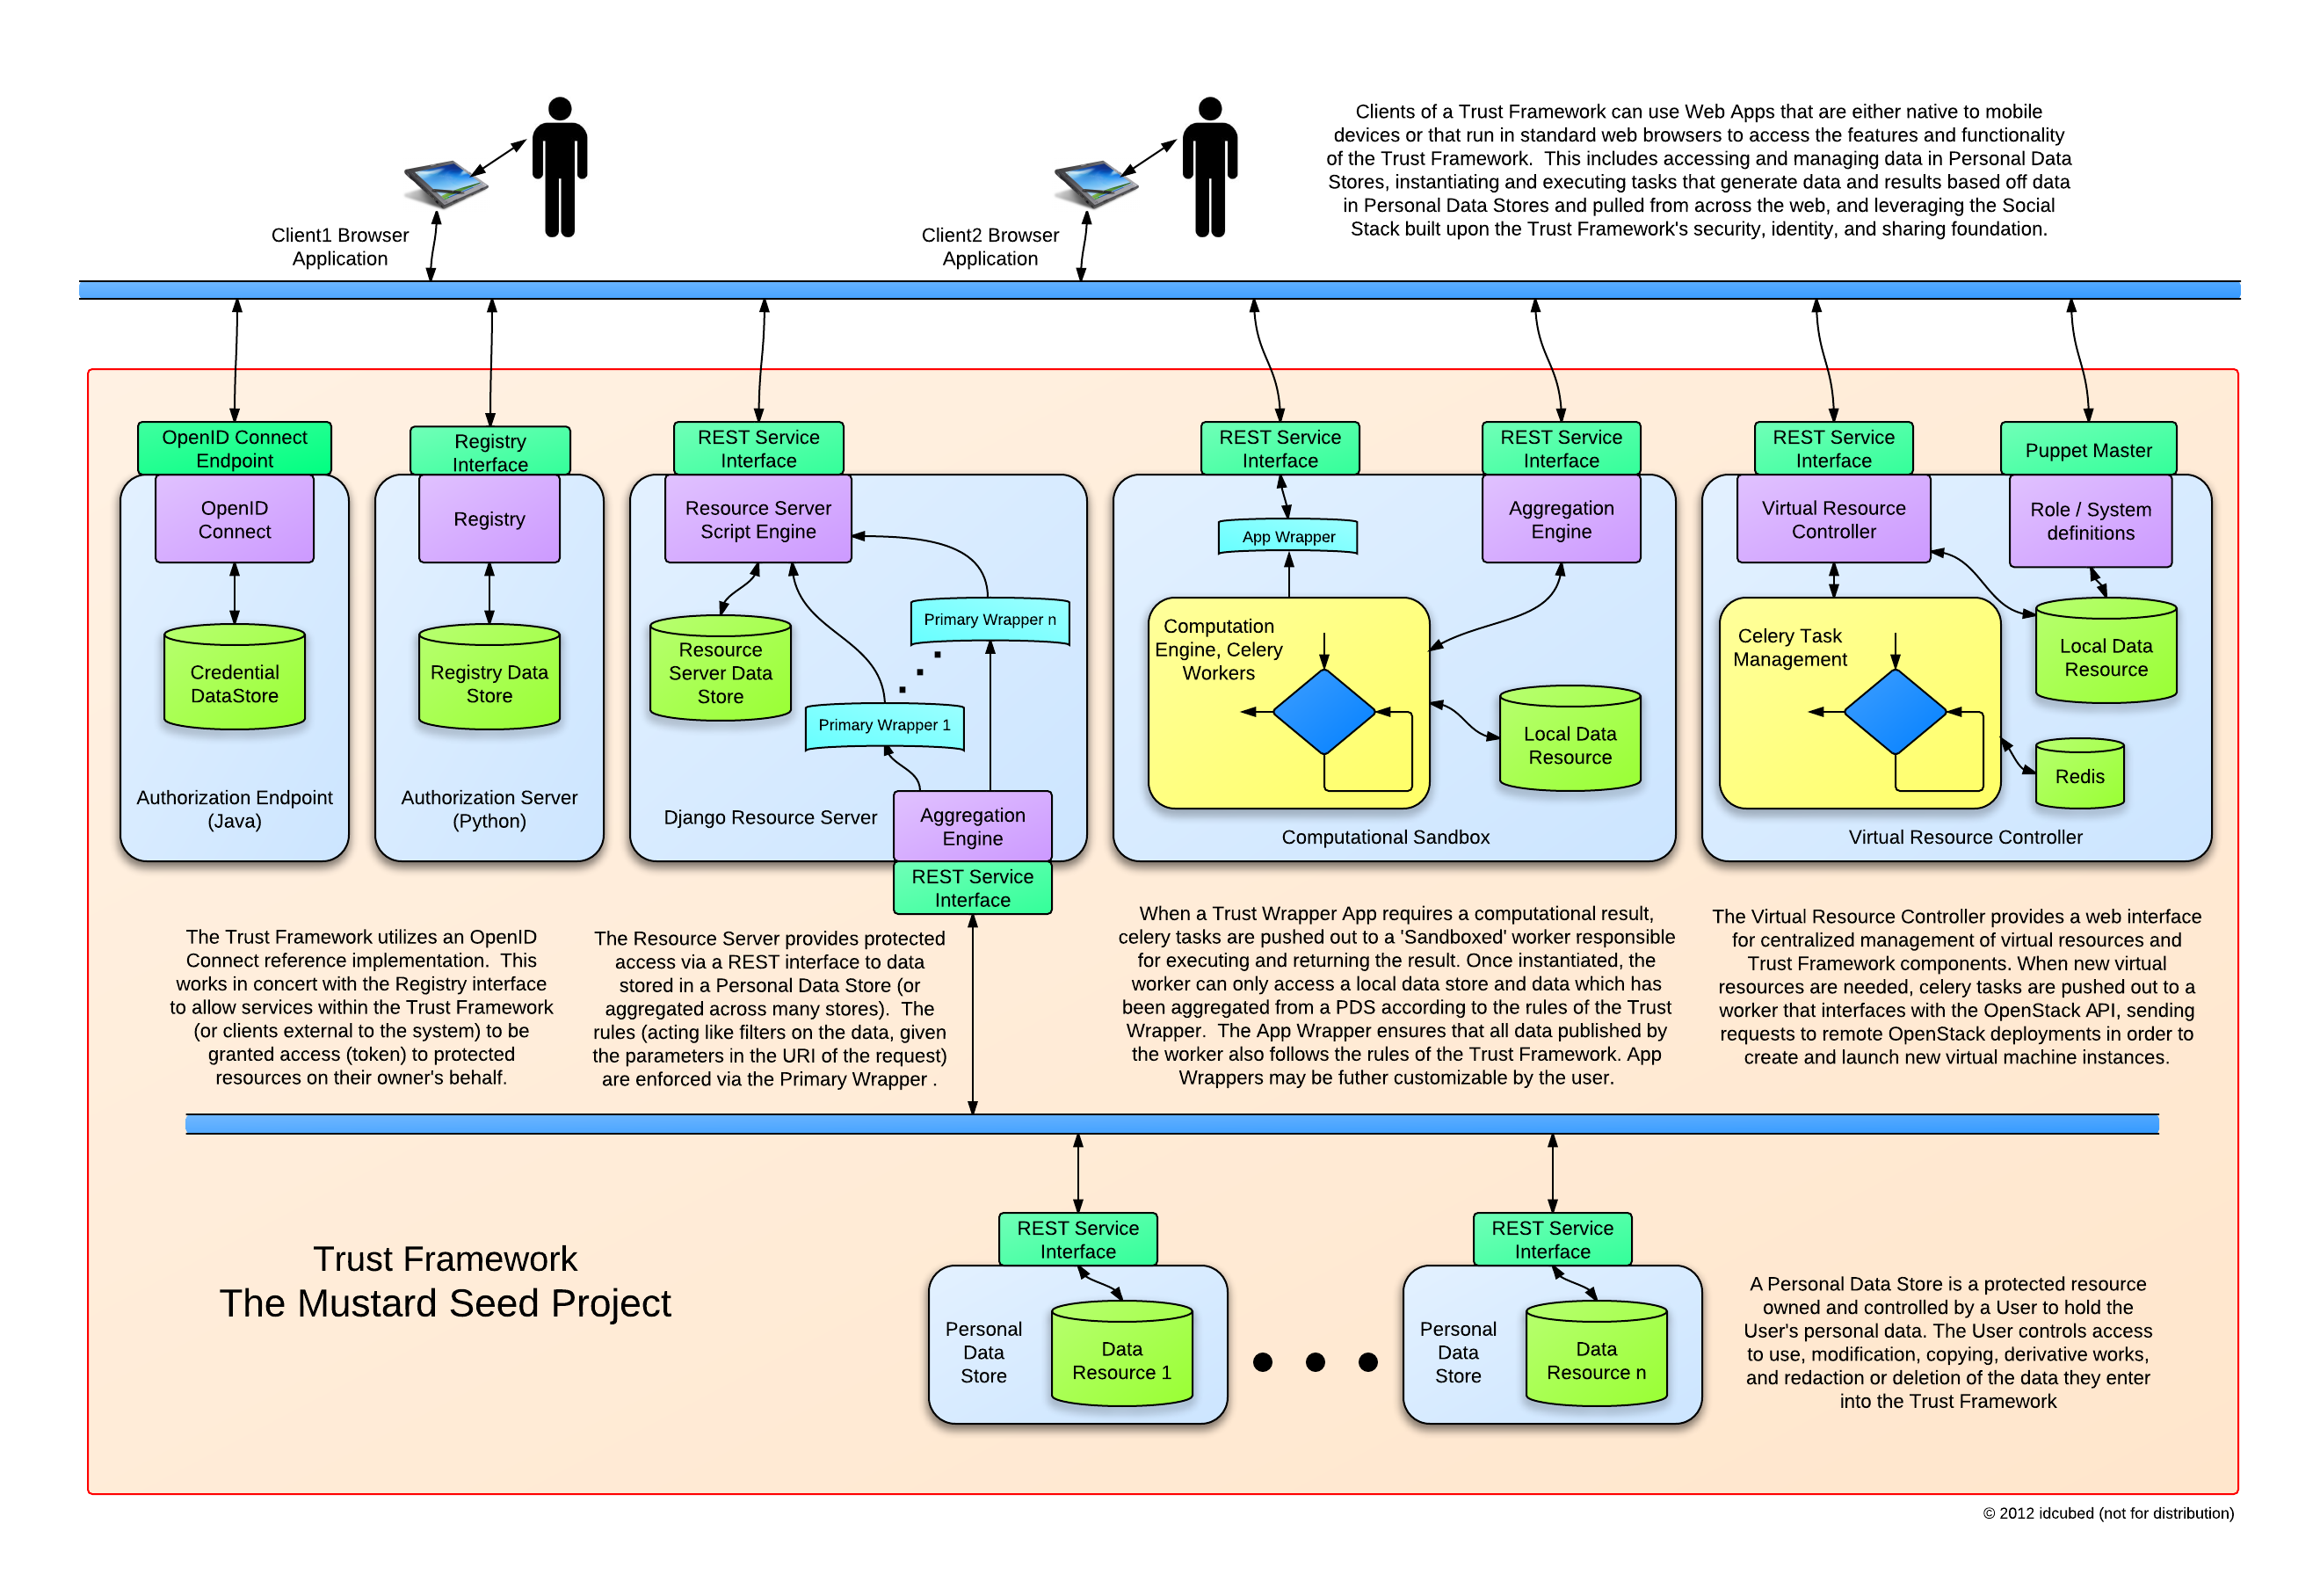 Clients of a Trust Framework can use Web Apps that are either native to mobile
devices or that run in standard web browsers to access the features and functionality
of the Trust Framework.  This includes accessing and managing data in Personal Data
Stores, instantiating and executing tasks that generate data and results based off data
in Personal Data Stores and pulled from across the web, and leveraging the Social
Stack built upon the Trust Framework's security, identity, and sharing foundation.
Client1 Browser
Application
Client2 Browser
Application
OpenID Connect
Endpoint
OpenID
Connect
Credential
DataStore
Authorization Endpoint
(Java)
Registry
Interface
Registry
Registry Data
Store
Authorization Server
(Python)
REST Service
Interface
Resource Server
Script Engine
Resource
Server Data
Store
Primary Wrapper n
Primary Wrapper 1
Django Resource Server
Aggregation
Engine
REST Service
Interface
REST Service
Interface
App Wrapper
Computation
Engine, Celery
Workers
REST Service
Interface
Aggregation
Engine
Local Data
Resource
Computational Sandbox
REST Service
Interface
Virtual Resource
Controller
Celery Task
Management
Puppet Master
Role / System
definitions
Local Data
Resource
Redis
Virtual Resource Controller
The Trust Framework utilizes an OpenID
Connect reference implementation.  This
works in concert with the Registry interface
to allow services within the Trust Framework
(or clients external to the system) to be
granted access (token) to protected
resources on their owner's behalf.
The Resource Server provides protected
access via a REST interface to data
stored in a Personal Data Store (or
aggregated across many stores).  The
rules (acting like filters on the data, given
the parameters in the URI of the request)
are enforced via the Primary Wrapper .
When a Trust Wrapper App requires a computational result,
celery tasks are pushed out to a 'Sandboxed' worker responsible
for executing and returning the result. Once instantiated, the
worker can only access a local data store and data which has
been aggregated from a PDS according to the rules of the Trust
Wrapper.  The App Wrapper ensures that all data published by
the worker also follows the rules of the Trust Framework. App
Wrappers may be futher customizable by the user.
The Virtual Resource Controller provides a web interface
for centralized management of virtual resources and
Trust Framework components. When new virtual
resources are needed, celery tasks are pushed out to a
worker that interfaces with the OpenStack API, sending
requests to remote OpenStack deployments in order to
create and launch new virtual machine instances.
Trust Framework
The Mustard Seed Project
REST Service
Interface
Personal
Data
Store
Data
Resource 1
REST Service
Interface
Personal
Data
Store
Data
Resource n
A Personal Data Store is a protected resource
owned and controlled by a User to hold the
User's personal data. The User controls access
to use, modification, copying, derivative works,
and redaction or deletion of the data they enter
into the Trust Framework
© 2012 idcubed (not for distribution)